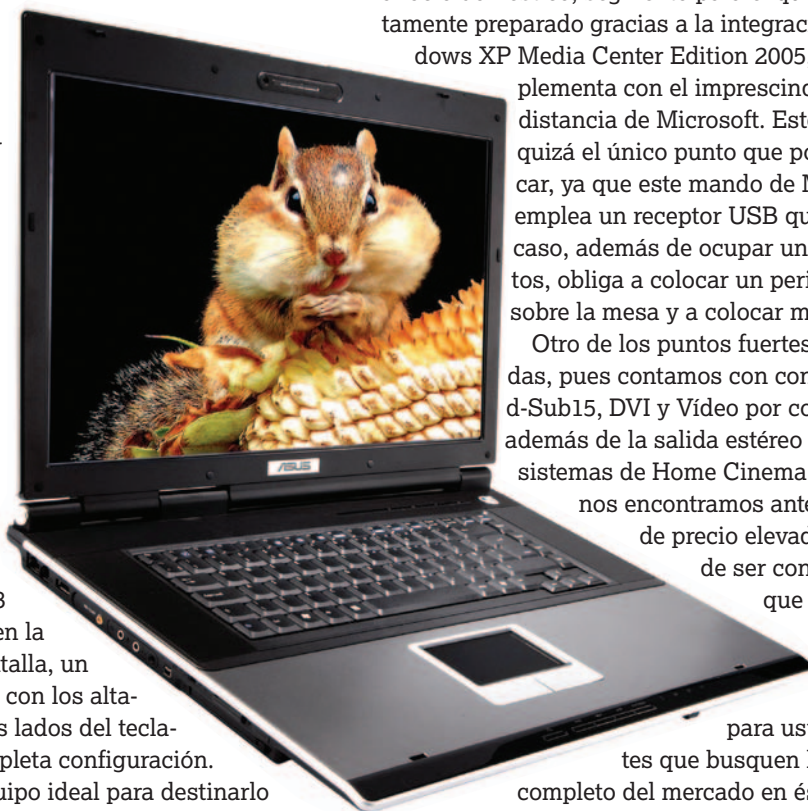 3
en la
talla, un
con los alta-
s lados del tecla-
pleta configuración.
uipo ideal para destinarlo
tamente preparado gracias a la integrac
dows XP Media Center Edition 2005
plementa con el imprescind
distancia de Microsoft. Est
quizá el único punto que po
car, ya que este mando de M
emplea un receptor USB qu
caso, además de ocupar un
tos, obliga a colocar un peri
sobre la mesa y a colocar m
Otro de los puntos fuertes
das, pues contamos con con
d-Sub15, DVI y Vídeo por co
además de la salida estéreo
sistemas de Home Cinema
nos encontramos ante
de precio elevad
de ser con
que
para us
tes que busquen l
completo del mercado en é
ASUS